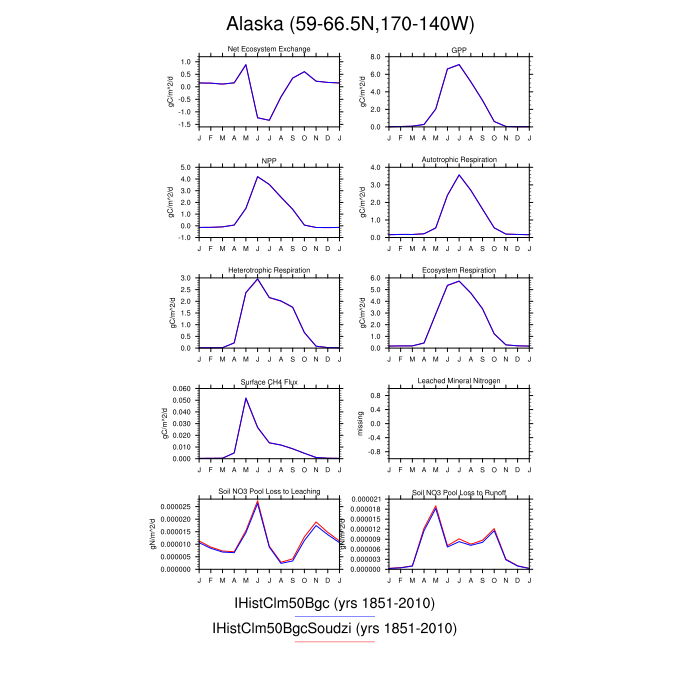 Alaska (59-66.5N,170-140W)
Net Ecosystem Exchange
GPP
gC/m^2/d
1.0
0.5
0.0
-0.5
-1.0
-1.5
J F M A M J J A S O N D J
gC/m^2/d
8.0
6.0
4.0
2.0
0.0
J F M A M J J A S O N D J
NPP
Autotrophic Respiration
gC/m^2/d
5.0
4.0
3.0
2.0
1.0
0.0
-1.0
J F M A M J J A S O N D J
gC/m^2/d
4.0
3.0
2.0
1.0
0.0
J F M A M J J A S O N D J
Heterotrophic Respiration
Ecosystem Respiration
gC/m^2/d
3.0
2.5
2.0
1.5
1.0
0.5
0.0
J F M A M J J A S O N D J
gC/m^2/d
6.0
5.0
4.0
3.0
2.0
1.0
0.0
J F M A M J J A S O N D J
Surface CH4 Flux
Leached Mineral Nitrogen
gC/m^2/d
0.060
0.050
0.040
0.030
0.020
0.010
0.000
J F M A M J J A S O N D J
missing
0.8
0.4
0.0
-0.4
-0.8
J F M A M J J A S O N D J
Soil NO3 Pool Loss to Leaching
Soil NO3 Pool Loss to Runoff
gN/m^2/d
0.000025
0.000020
0.000015
0.000010
0.000005
0.000000
J F M A M J J A S O N D J
gN/m^2/d
0.000021
0.000018
0.000015
0.000012
0.000009
0.000006
0.000003
0.000000
J F M A M J J A S O N D J
IHistClm50Bgc (yrs 1851-2010)
IHistClm50BgcSoudzi (yrs 1851-2010)